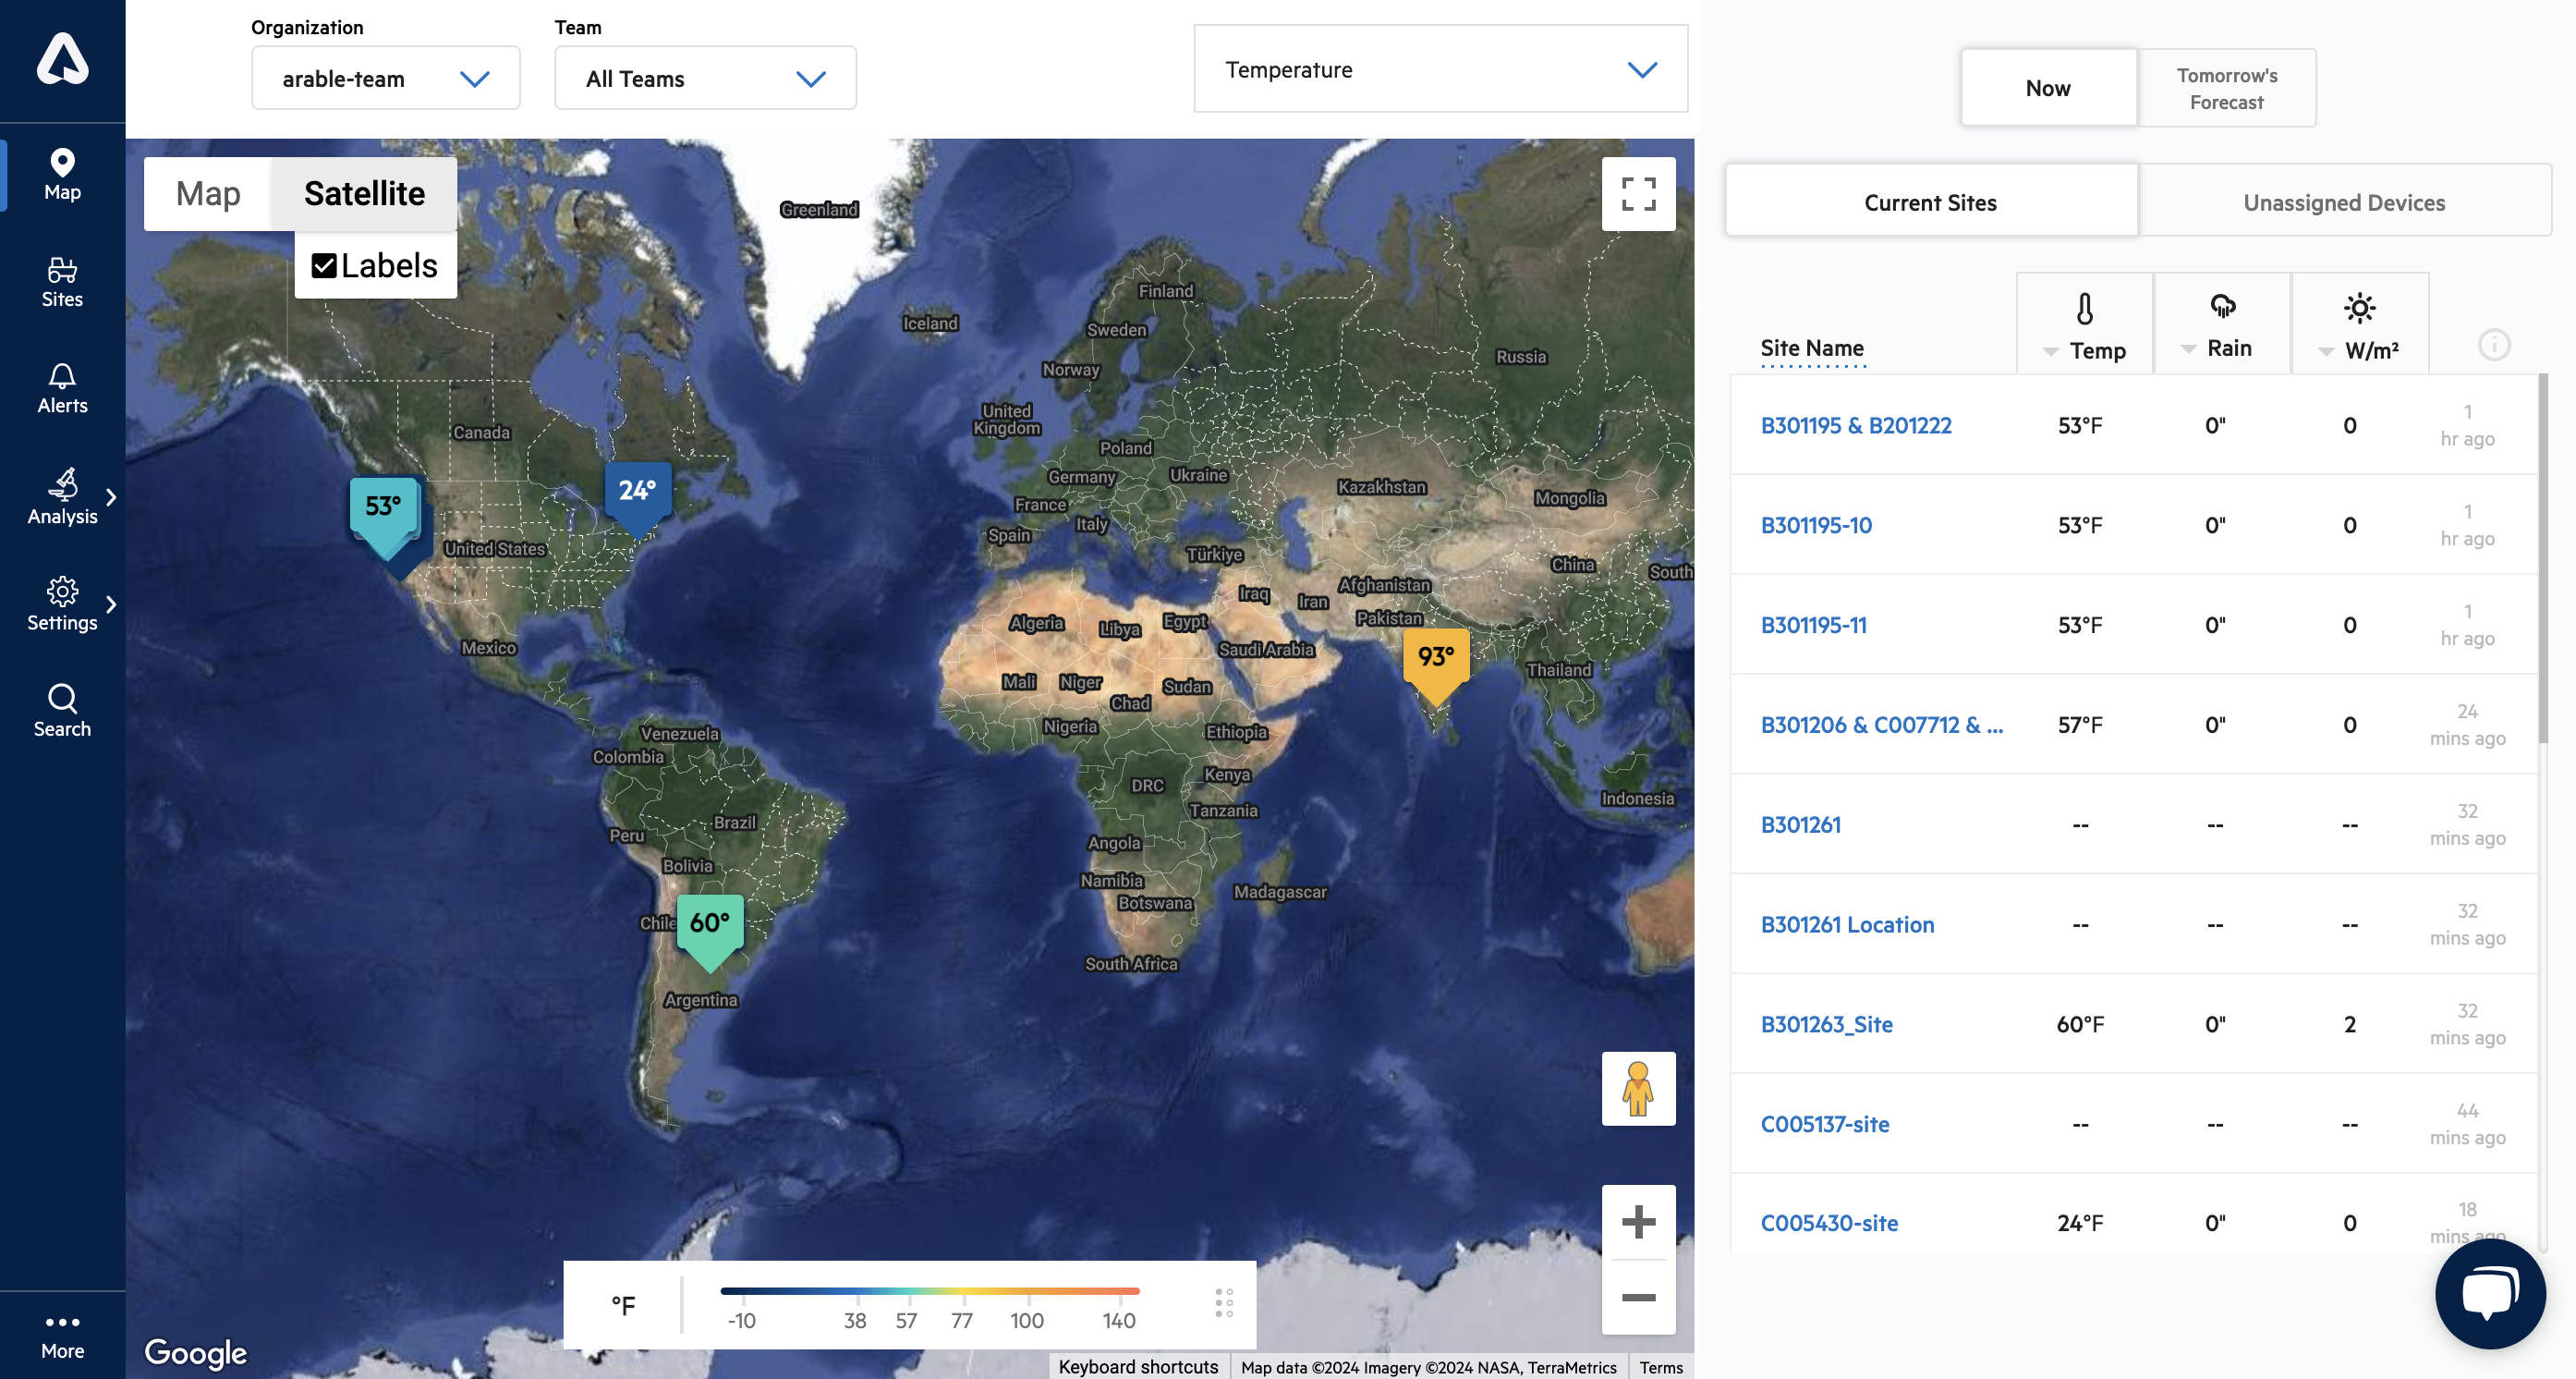 Organization
Team
arable-team
All Teams
Temperature
Now
Tomorrow's
Forecast
Map
Sites
Alerts
Analysis
Settings
Search
More
Map
Satellite
Labels
Current Sites
Unassigned Devices
Site Name
Temp
Rain
W/m²
B301195 & B201222 53°F 0" 0 1 hr ago
B301195-10 53°F 0" 0 1 hr ago
B301195-11 53°F 0" 0 1 hr ago
B301206 & C007712 & ... 57°F 0" 0 24 mins ago
B301261 -- -- -- 32 mins ago
B301261 Location -- -- -- 32 mins ago
B301263_Site 60°F 0" 2 32 mins ago
C005137-site -- -- -- 44 mins ago
C005430-site 24°F 0" 0 18 mins ago
Greenland
Iceland
Finland
Sweden
Norway
Russia
United
Kingdom
Canada
Poland
Germany
Ukraine
Kazakhstan
Mongolia
France
Italy
Spain
Türkiye
53°
24°
United States
China
South
Afghanistan
Iraq
Iran
Pakistan
Algeria
Libya
Egypt
Mexico
Saudi Arabia
93°
Thailand
Mali
Niger
Sudan
Chad
Nigeria
Ethiopia
Venezuela
Colombia
Kenya
DRC
Indonesia
Tanzania
Brazil
Peru
Angola
Bolivia
Namibia
Madagascar
Botswana
Chile
60°
South Africa
Argentina
°F
-10 38 57 77 100 140
Google
Keyboard shortcuts
Map data ©2024 Imagery ©2024 NASA, TerraMetrics
Terms